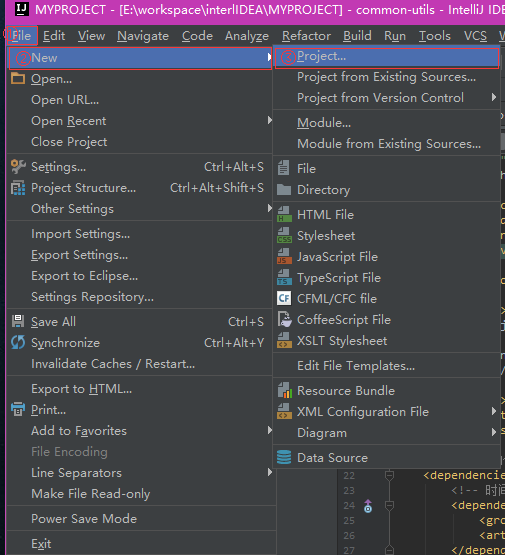 MYPROJECT - [E:\workspace\interlIDEA\MYPROJECT] - common-utils - IntelliJ IDE
File Edit View Navigate Code Analyze Refactor Build Run Tools VCS W
New
Open...
Open URL...
Open Recent
Close Project
Settings... Ctrl+Alt+S
Project Structure... Ctrl+Alt+Shift+S
Other Settings
Import Settings...
Export Settings...
Export to Eclipse...
Settings Repository...
Save All Ctrl+S
Synchronize Ctrl+Alt+Y
Invalidate Caches / Restart...
Export to HTML...
Print...
Add to Favorites
File Encoding
Line Separators
Make File Read-only
Power Save Mode
Exit
Project...
Project from Existing Sources...
Project from Version Control
Module...
Module from Existing Sources...
File
Directory
HTML File
Stylesheet
JavaScript File
TypeScript File
CFML/CFC file
CoffeeScript File
XSLT Stylesheet
Edit File Templates...
Resource Bundle
XML Configuration File
Diagram
Data Source
22 <dependencie
23 <!-- 时间
24 <depende
25 <gro
26 <art
27 </depend